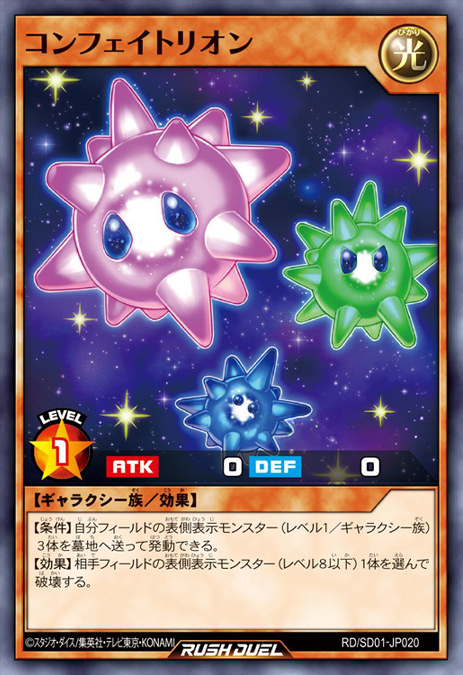 コンフェイトリオン
ひかり
光
LEVEL
1
ATK 0 DEF 0
【ギャラクシー族／効果】
【条件】自分フィールドの表側表示モンスター（レベル1／ギャラクシー族）
3体を墓地へ送って発動できる。
【効果】相手フィールドの表側表示モンスター（レベル8以下）1体を選んで
破壊する。
©スタジオ・ダイス/集英社・テレビ東京・KONAMI
RUSH DUEL
RD/SD01-JP020